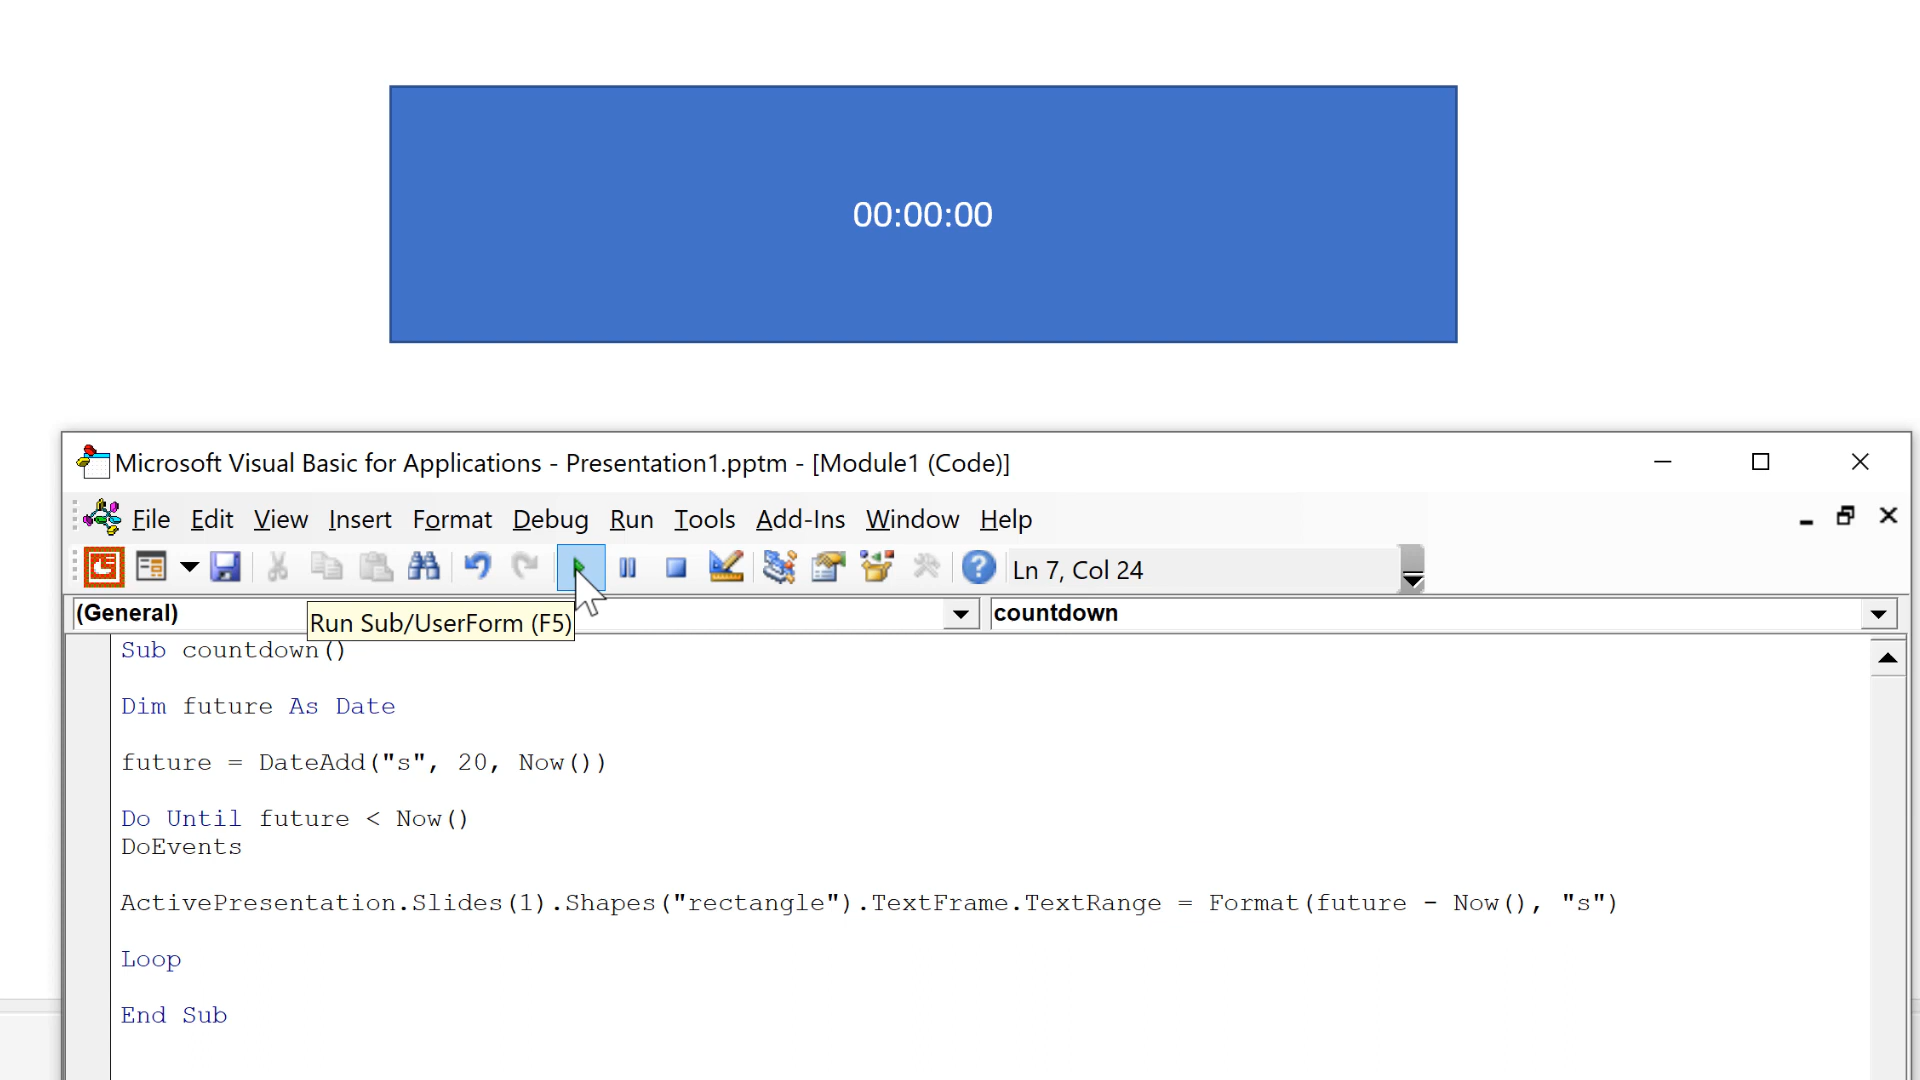 00:00:00
Microsoft Visual Basic for Applications - Presentation1.pptm - [Module1 (Code)]
File Edit View Insert Format Debug Run Tools Add-Ins Window Help
Ln 7, Col 24
(General) countdown
Run Sub/UserForm (F5)
Sub countdown()
Dim future As Date
future = DateAdd("s", 20, Now())
Do Until future < Now()
DoEvents
ActivePresentation.Slides(1).Shapes("rectangle").TextFrame.TextRange = Format(future - Now(), "s")
Loop
End Sub